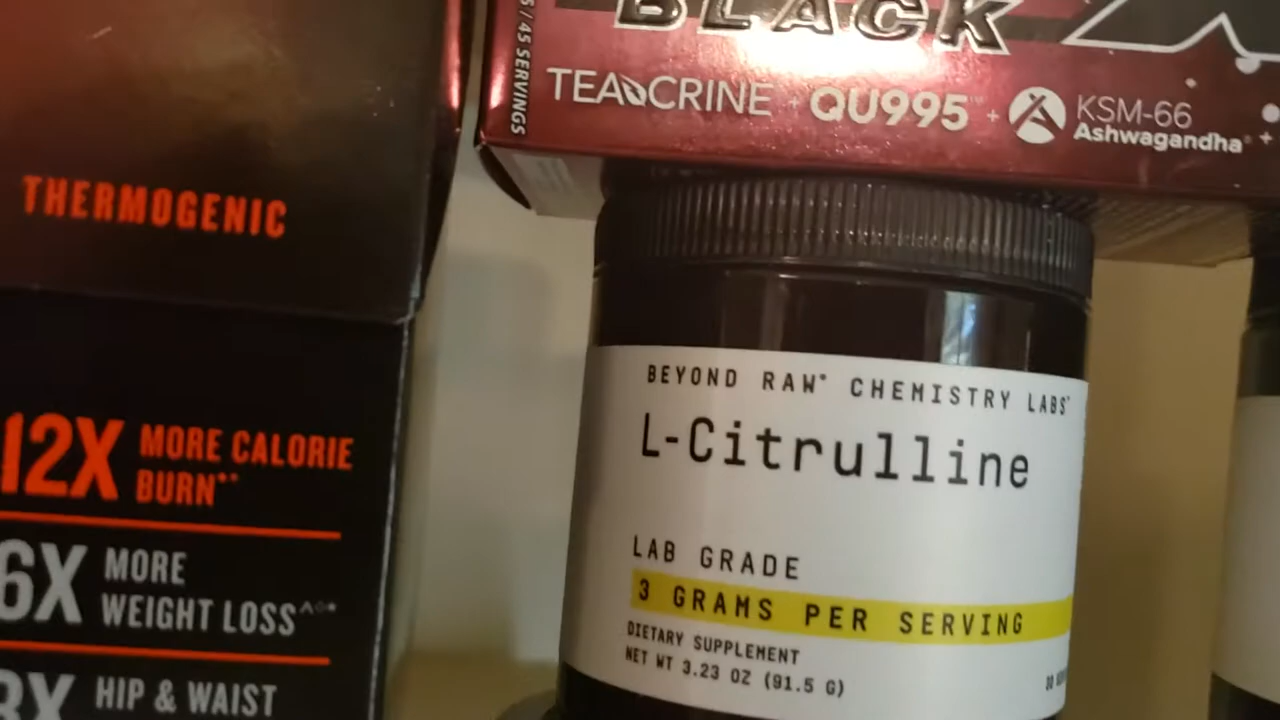 BLACK
45 SERVINGS
TEACRINE + QU995™ + KSM-66
Ashwagandha® +
THERMOGENIC
12X MORE CALORIE
BURN**
6X MORE
WEIGHT LOSS^◊*
HIP & WAIST
BEYOND RAW® CHEMISTRY LABS®
L-Citrulline
LAB GRADE
3 GRAMS PER SERVING
DIETARY SUPPLEMENT
NET WT 3.23 OZ (91.5 G)